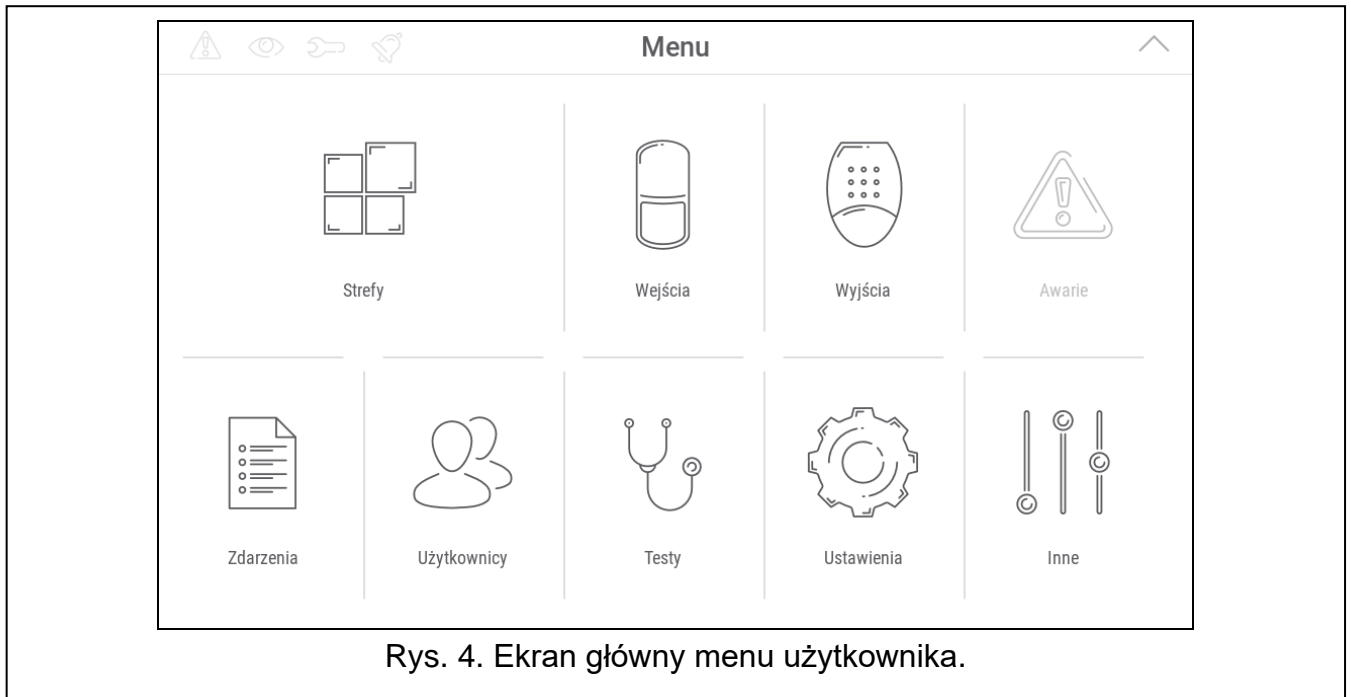 Menu
Strefy
Wejścia
Wyjścia
Awarie
Zdarzenia
Użytkownicy
Testy
Ustawienia
Inne
Rys. 4. Ekran główny menu użytkownika.